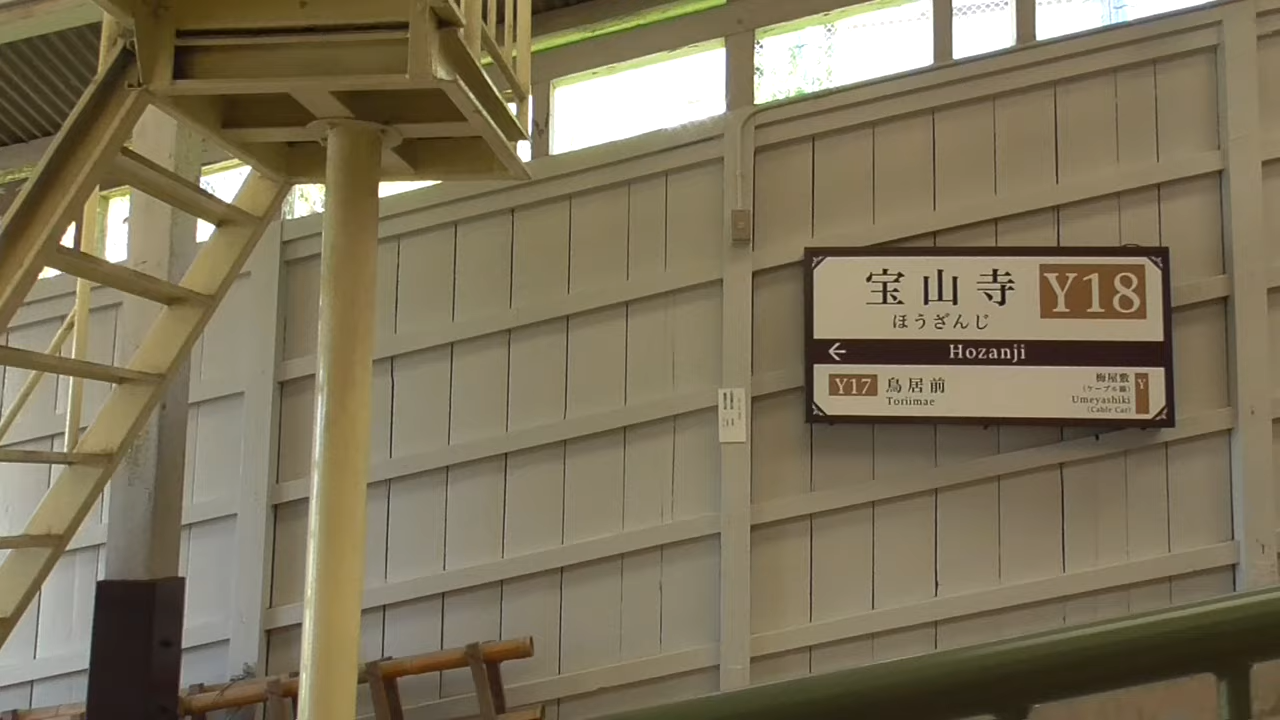 宝山寺 Y18
ほうざんじ
← Hozanji
Y17 鳥居前
Toriimae
梅屋敷 Y
(ケーブル線)
Umeyashiki
(Cable Car)